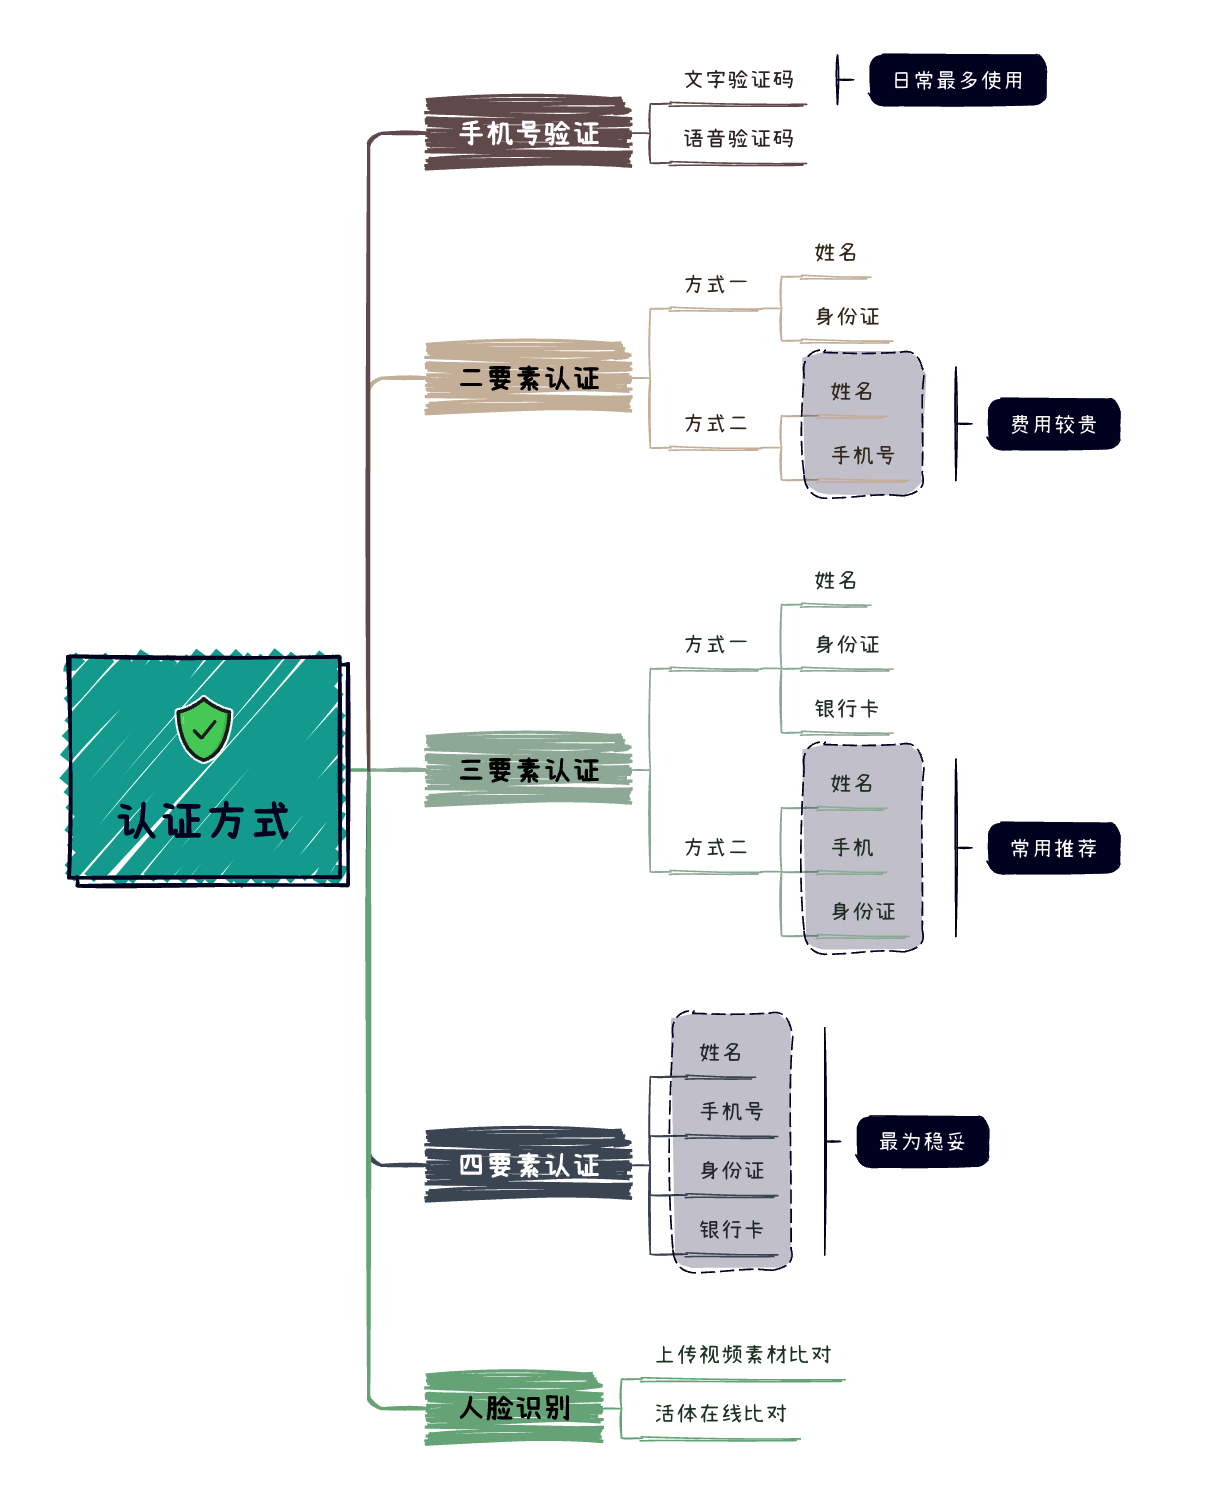 认证方式
手机号验证
文字验证码
日常最多使用
语音验证码
二要素认证
方式一
姓名
身份证
方式二
姓名
手机号
费用较贵
三要素认证
方式一
姓名
身份证
银行卡
方式二
姓名
手机
身份证
常用推荐
四要素认证
姓名
手机号
身份证
银行卡
最为稳妥
人脸识别
上传视频素材比对
活体在线比对